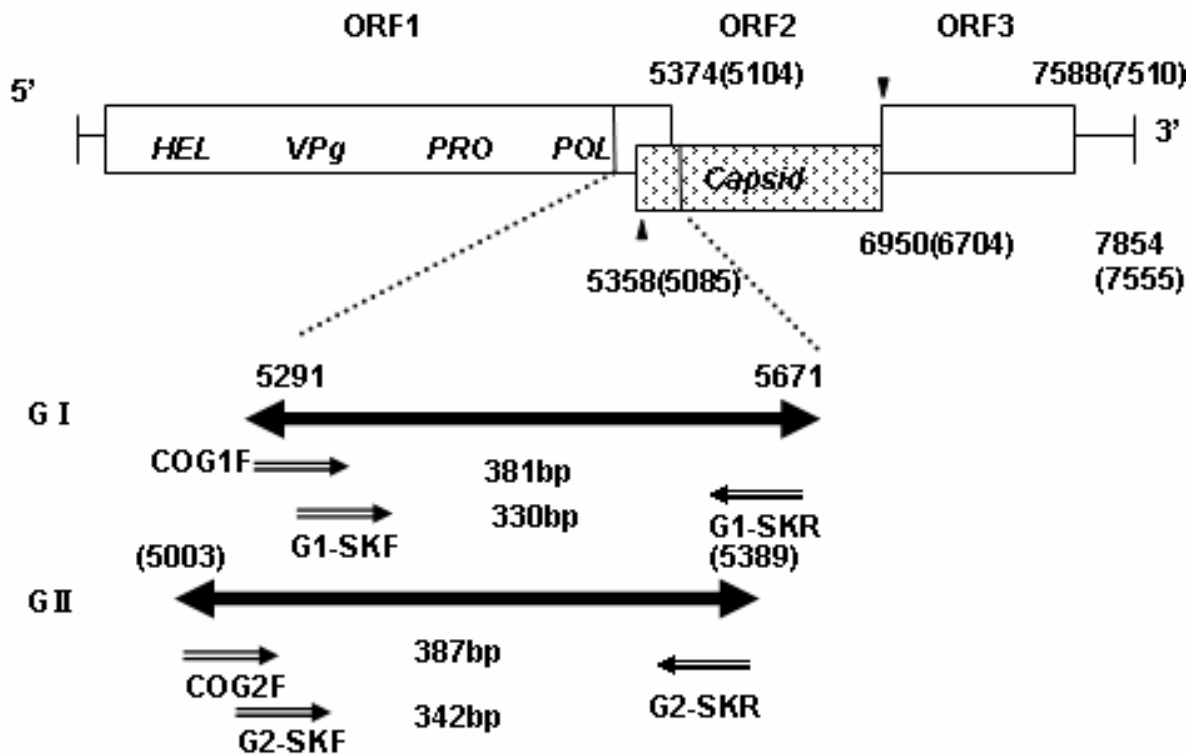 ORF1 ORF2 ORF3
5374(5104) 7588(7510)
5'
HEL VPg PRO POL
3'
Capsid
6950(6704) 7854
(7555)
5358(5085)
5291 5671
G I
COG1F
381bp
330bp
G1-SKF G1-SKR
(5003) (5389)
G II
387bp
COG2F G2-SKR
342bp
G2-SKF